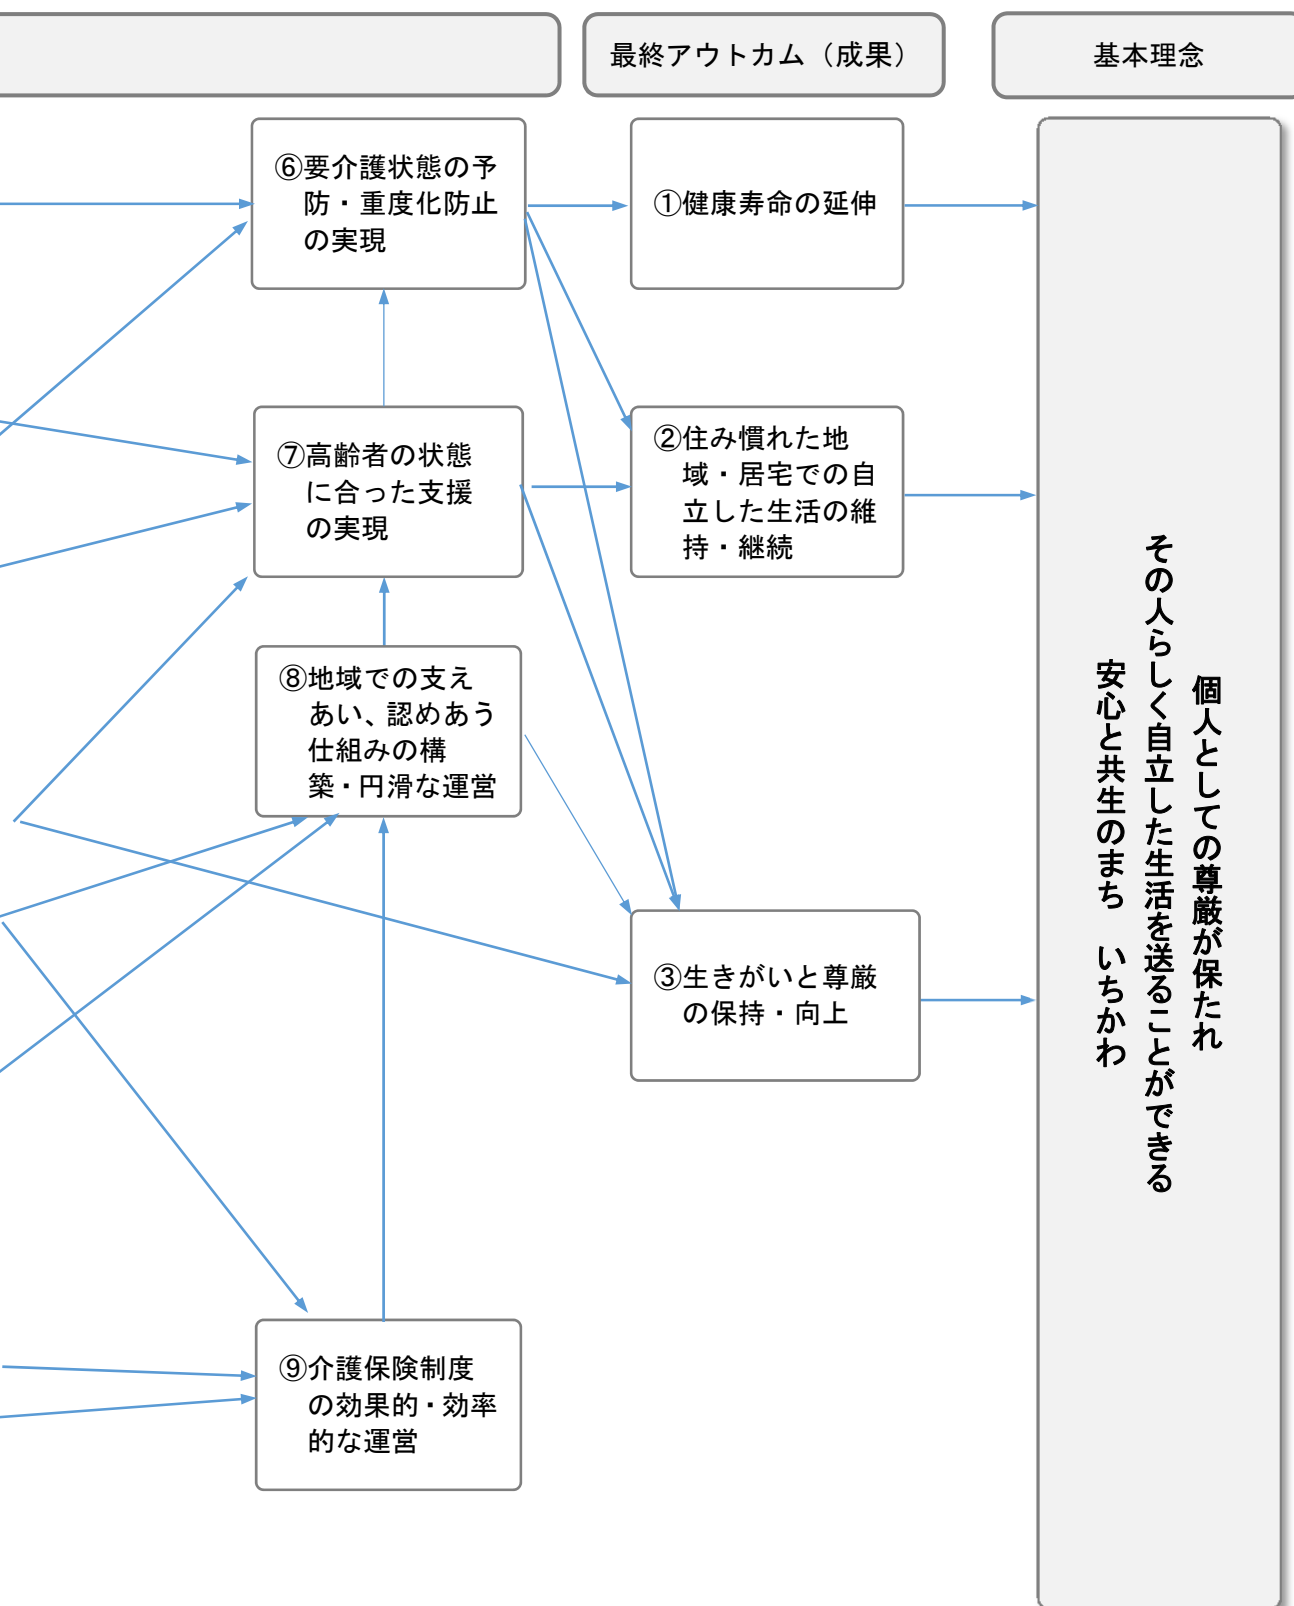 最終アウトカム（成果）
基本理念
⑥要介護状態の予
防・重度化防止
の実現
①健康寿命の延伸
⑦高齢者の状態
に合った支援
の実現
②住み慣れた地
域・居宅での自
立した生活の維
持・継続
⑧地域での支え
あい、認めあう
仕組みの構
築・円滑な運営
③生きがいと尊厳
の保持・向上
⑨介護保険制度
の効果的・効率
的な運営
個人としての尊厳が保たれ
その人らしく自立した生活を送ることができる
安心と共生のまち　いちかわ